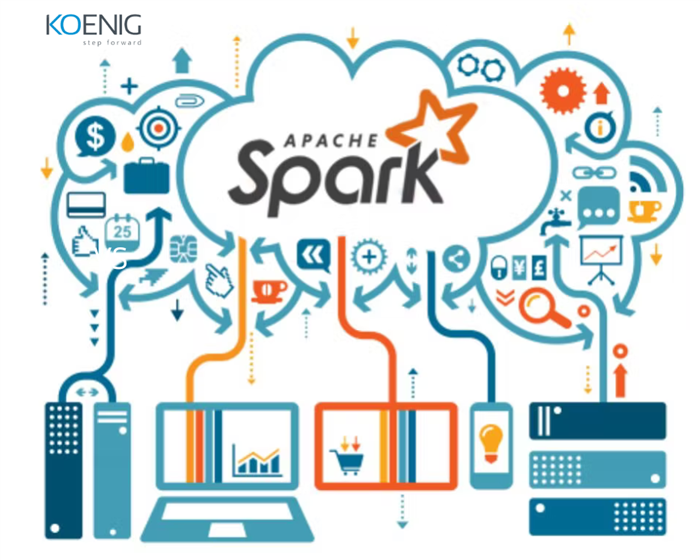 KOENIG
step forward
APACHE
Spark
$
i
25
¥ £